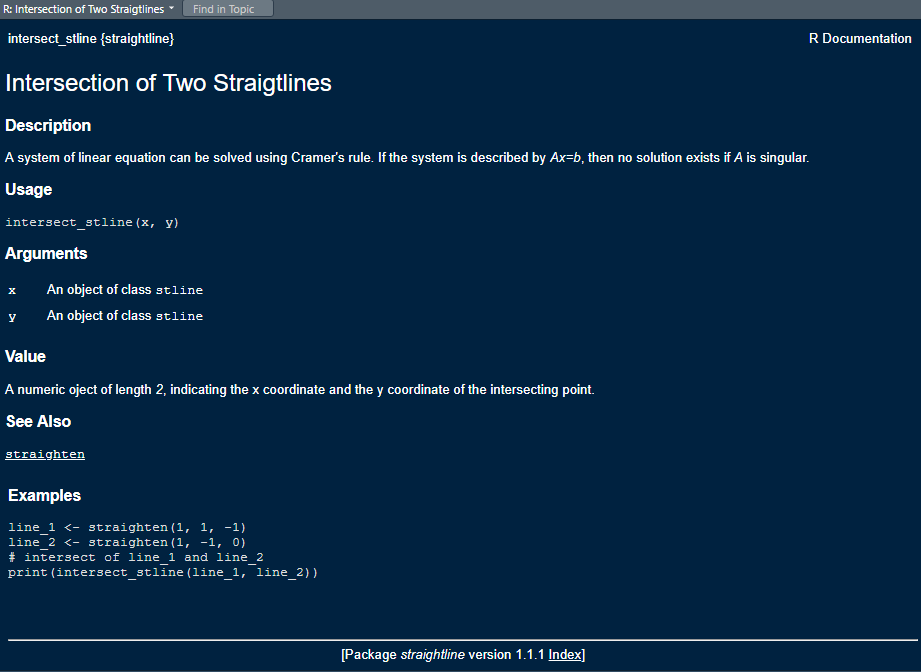 R: Intersection of Two Straigtlines Find in Topic
intersect_stline {straightline} R Documentation
Intersection of Two Straigtlines
Description
A system of linear equation can be solved using Cramer's rule. If the system is described by Ax=b, then no solution exists if A is singular.
Usage
intersect_stline(x, y)
Arguments
x An object of class stline
y An object of class stline
Value
A numeric oject of length 2, indicating the x coordinate and the y coordinate of the intersecting point.
See Also
straighten
Examples
line_1 <- straighten(1, 1, -1)
line_2 <- straighten(1, -1, 0)
# intersect of line_1 and line_2
print(intersect_stline(line_1, line_2))
[Package straightline version 1.1.1 Index]